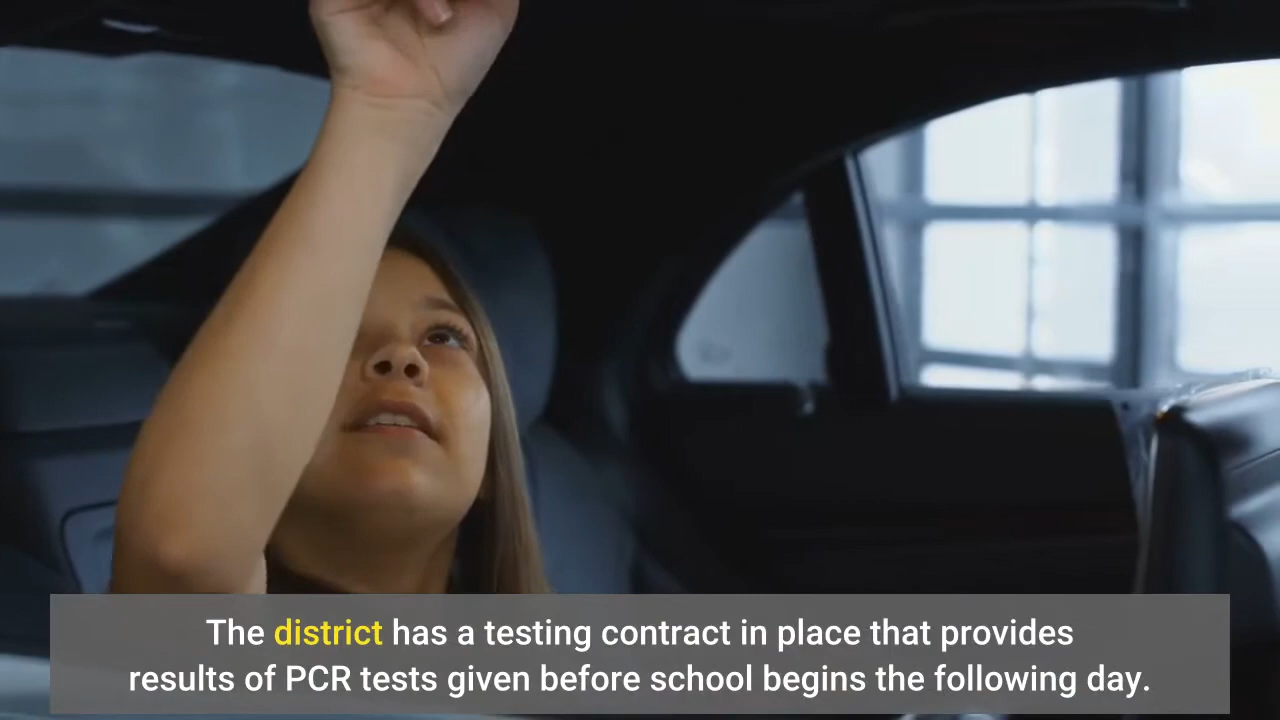 The district has a testing contract in place that provides
results of PCR tests given before school begins the following day.